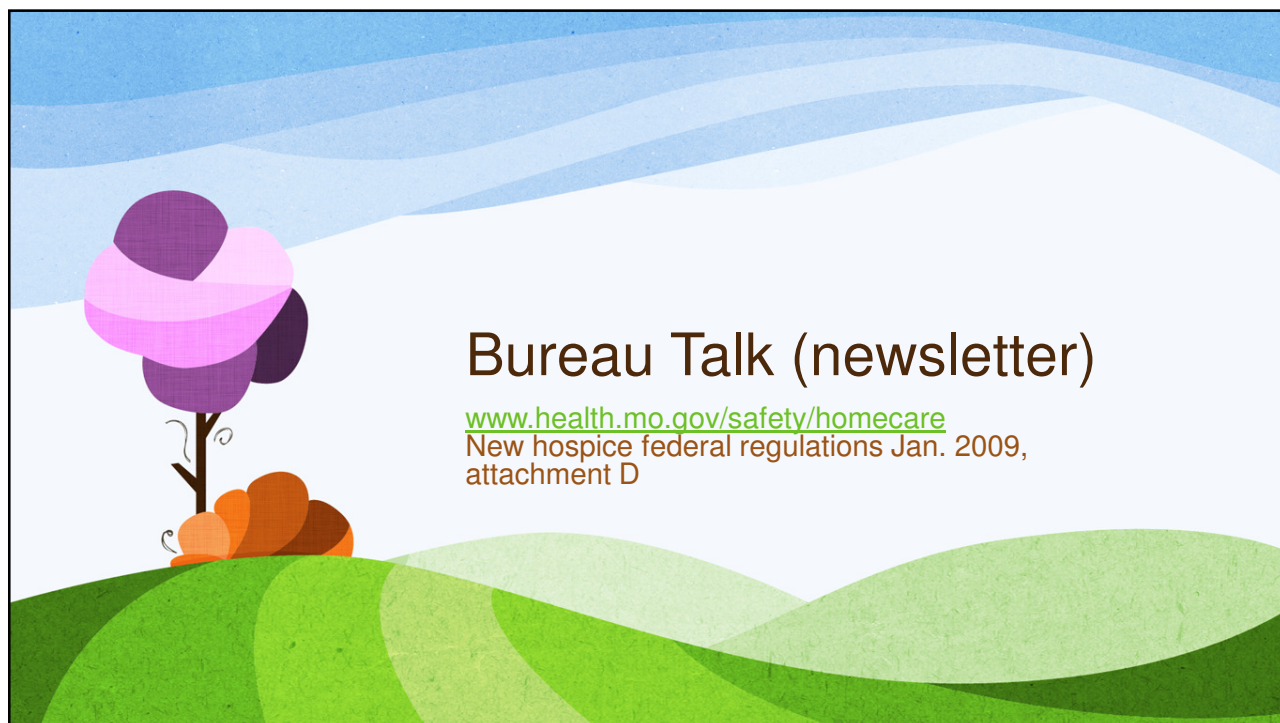 Bureau Talk (newsletter)
www.health.mo.gov/safety/homecare
New hospice federal regulations Jan. 2009,
attachment D